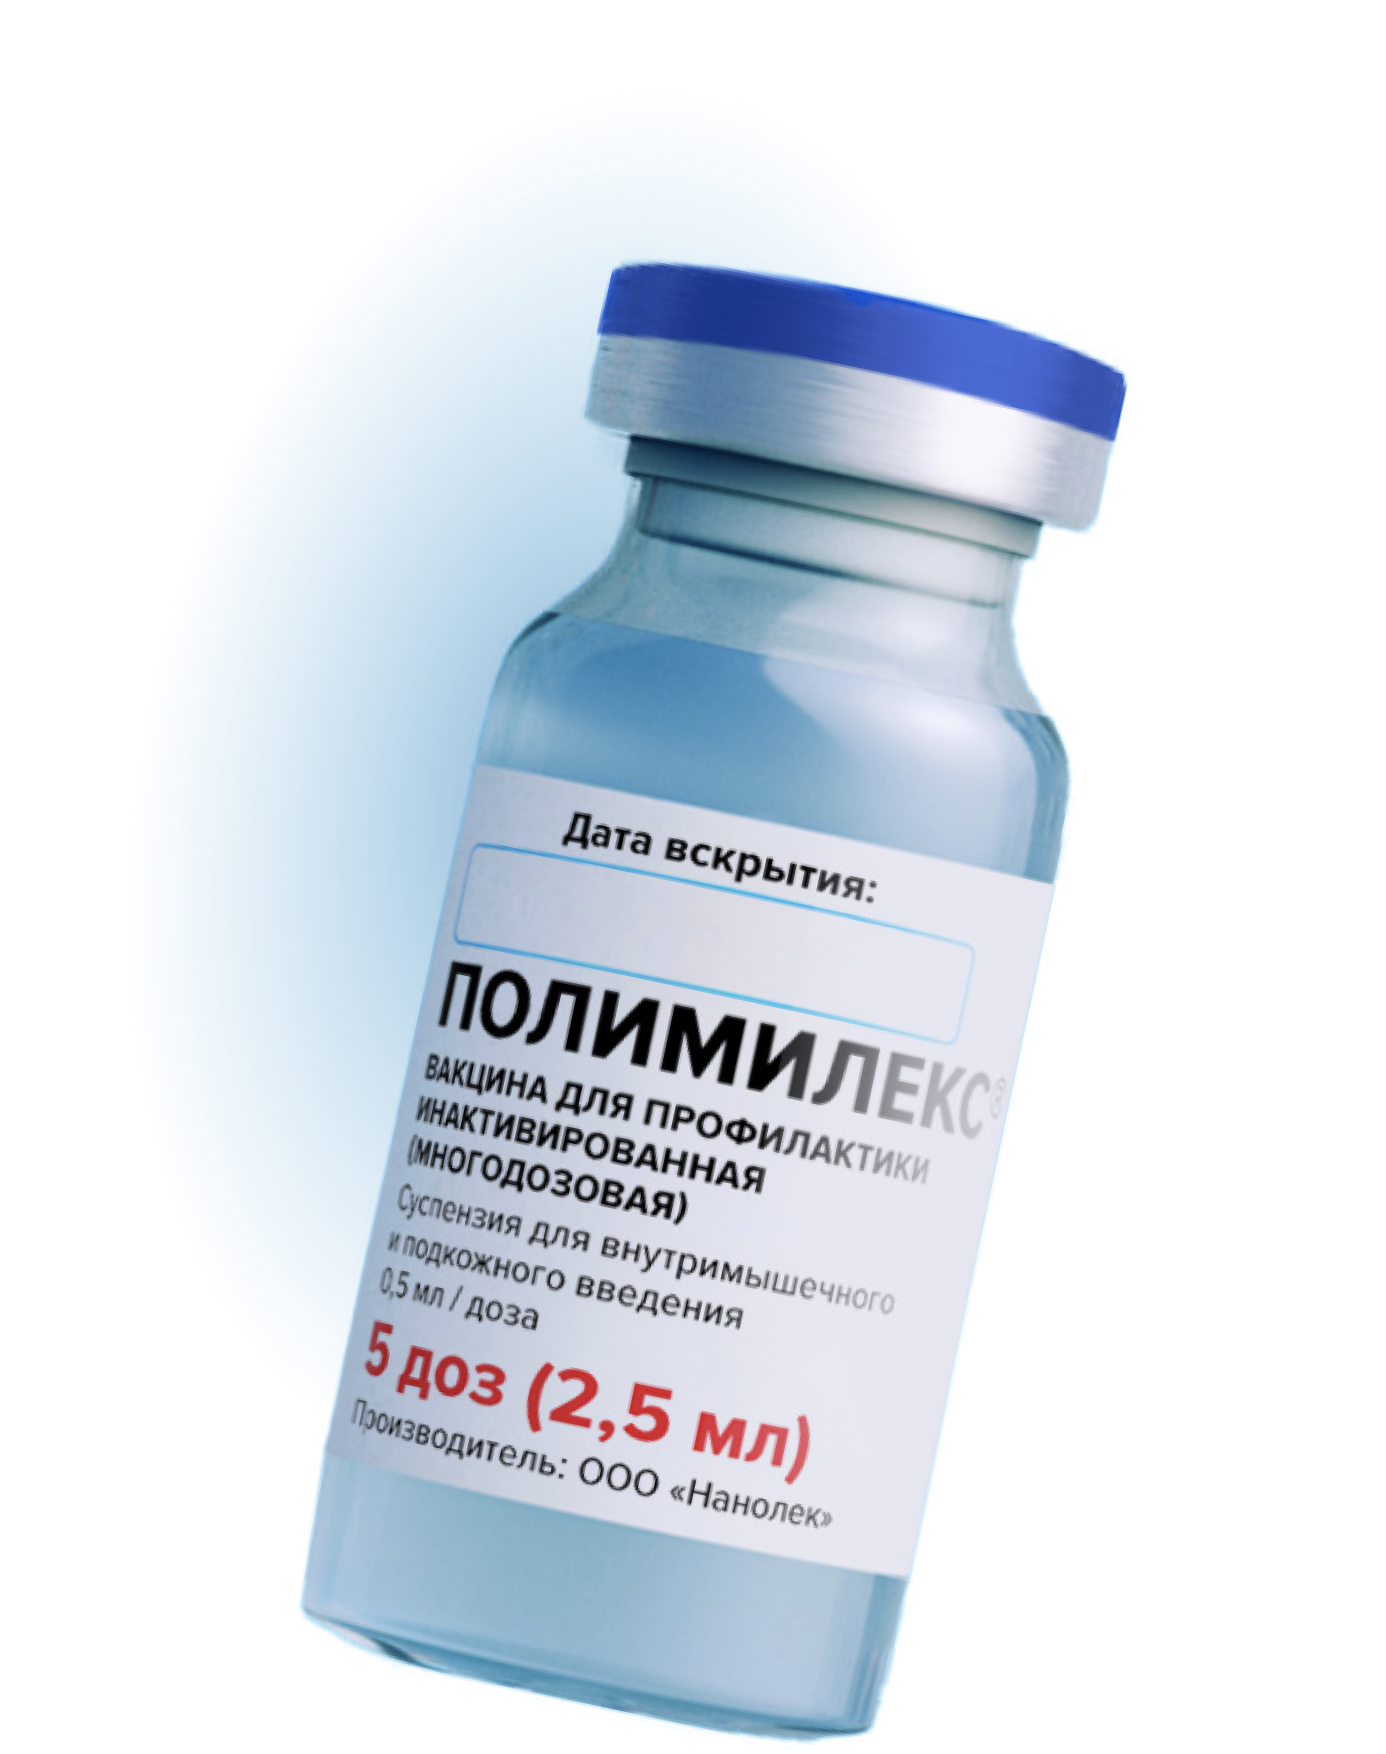 Дата вскрытия:
ПОЛИМИЛЕКС®
ВАКЦИНА ДЛЯ ПРОФИЛАКТИКИ
ИНАКТИВИРОВАННАЯ
(МНОГОДОЗОВАЯ)
Суспензия для внутримышечного
и подкожного введения
0,5 мл / доза
5 доз (2,5 мл)
Производитель: ООО «Нанолек»